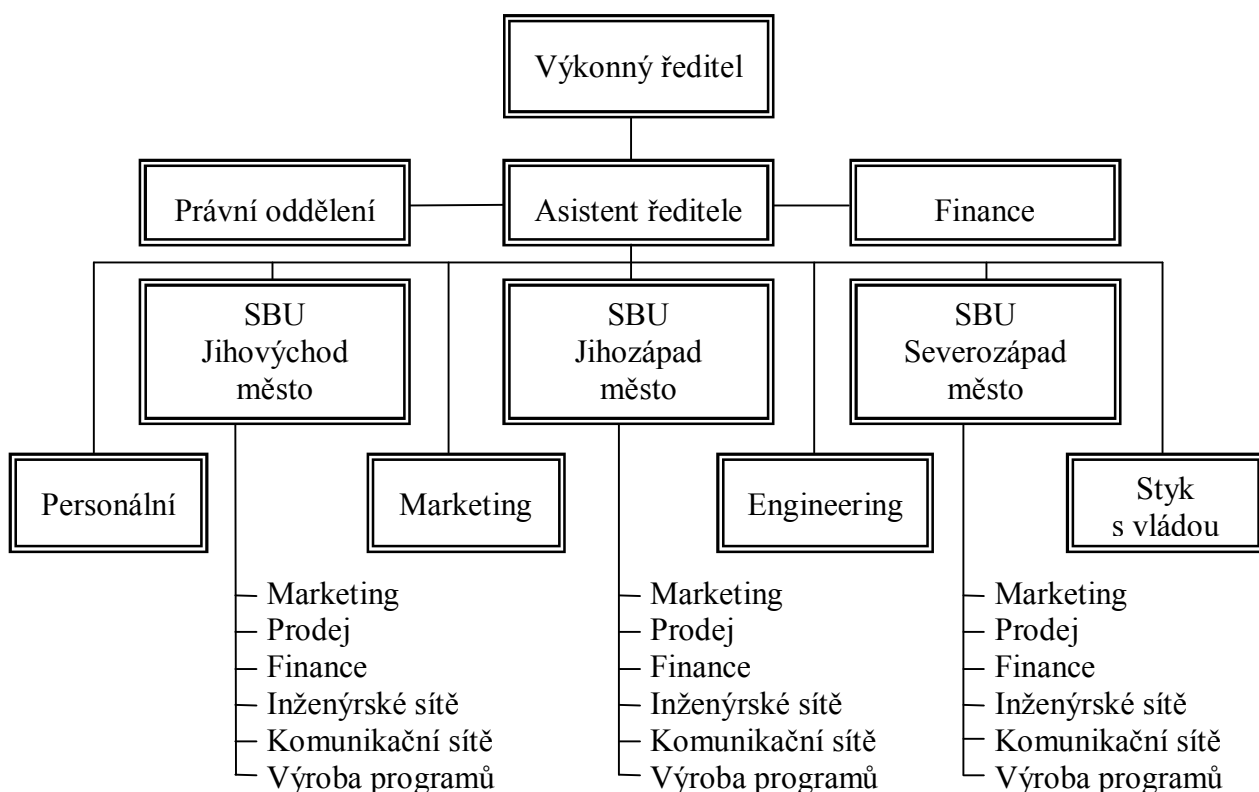 Výkonný ředitel
Právní oddělení
Asistent ředitele
Finance
SBU
Jihovýchod
město
SBU
Jihozápad
město
SBU
Severozápad
město
Personální
Marketing
Engineering
Styk
s vládou
Marketing
Prodej
Finance
Inženýrské sítě
Komunikační sítě
Výroba programů
Marketing
Prodej
Finance
Inženýrské sítě
Komunikační sítě
Výroba programů
Marketing
Prodej
Finance
Inženýrské sítě
Komunikační sítě
Výroba programů